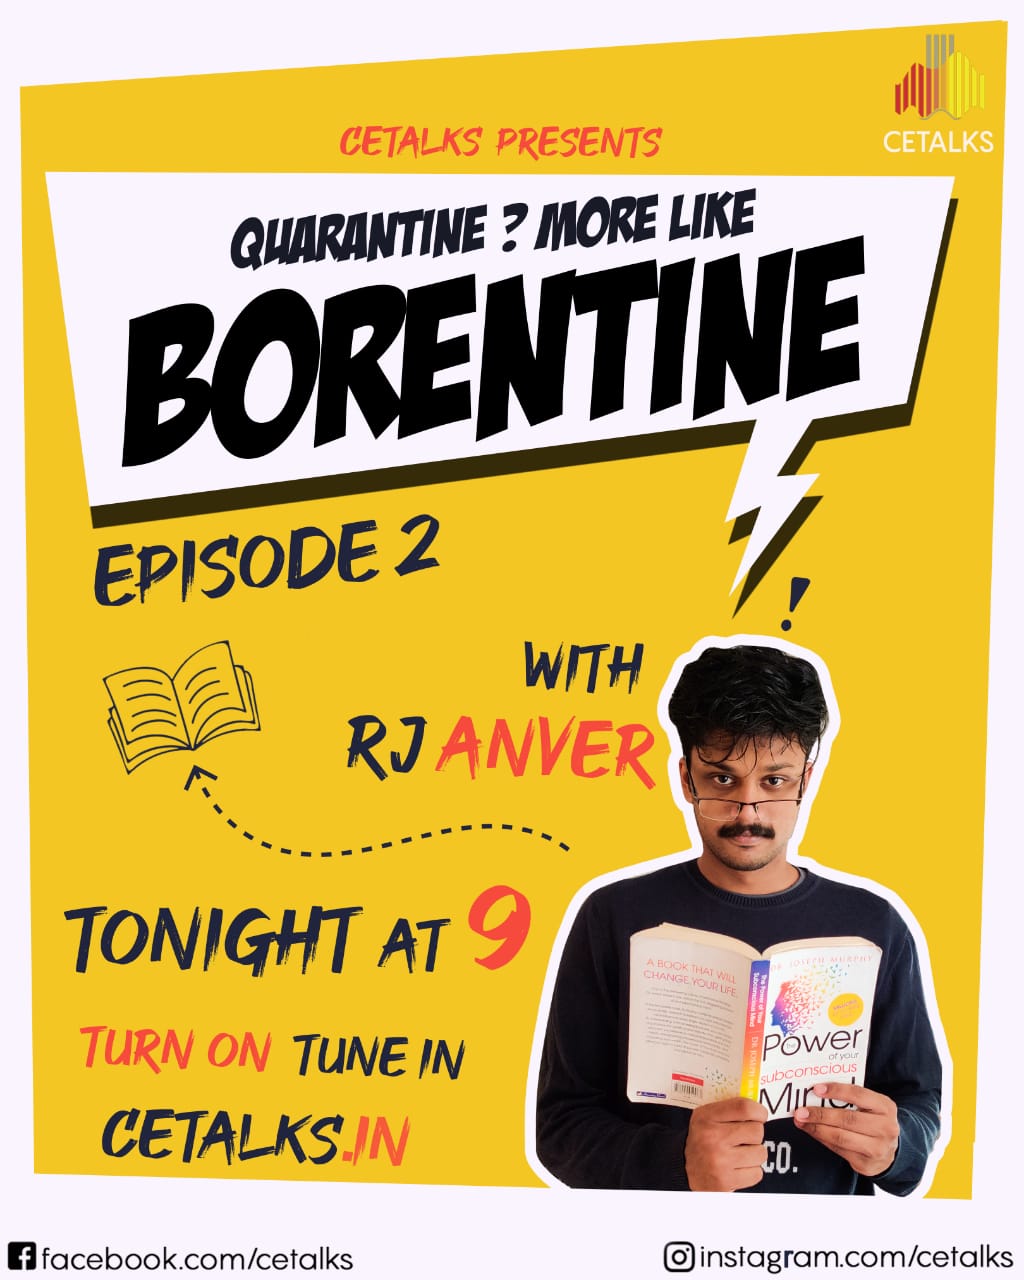 CETALKS
CETALKS PRESENTS
QUARANTINE ? MORE LIKE
BORENTINE
EPISODE 2
!
WITH
RJ ANVER
TONIGHT AT 9
TURN ON TUNE IN
CETALKS.IN
A BOOK THAT WILL
CHANGE YOUR LIFE.
The Power of Your
Subconscious Mind
DR. JOSEPH MURPHY
the Power
of your
subconscious
Mind
CO.
facebook.com/cetalks
instagram.com/cetalks